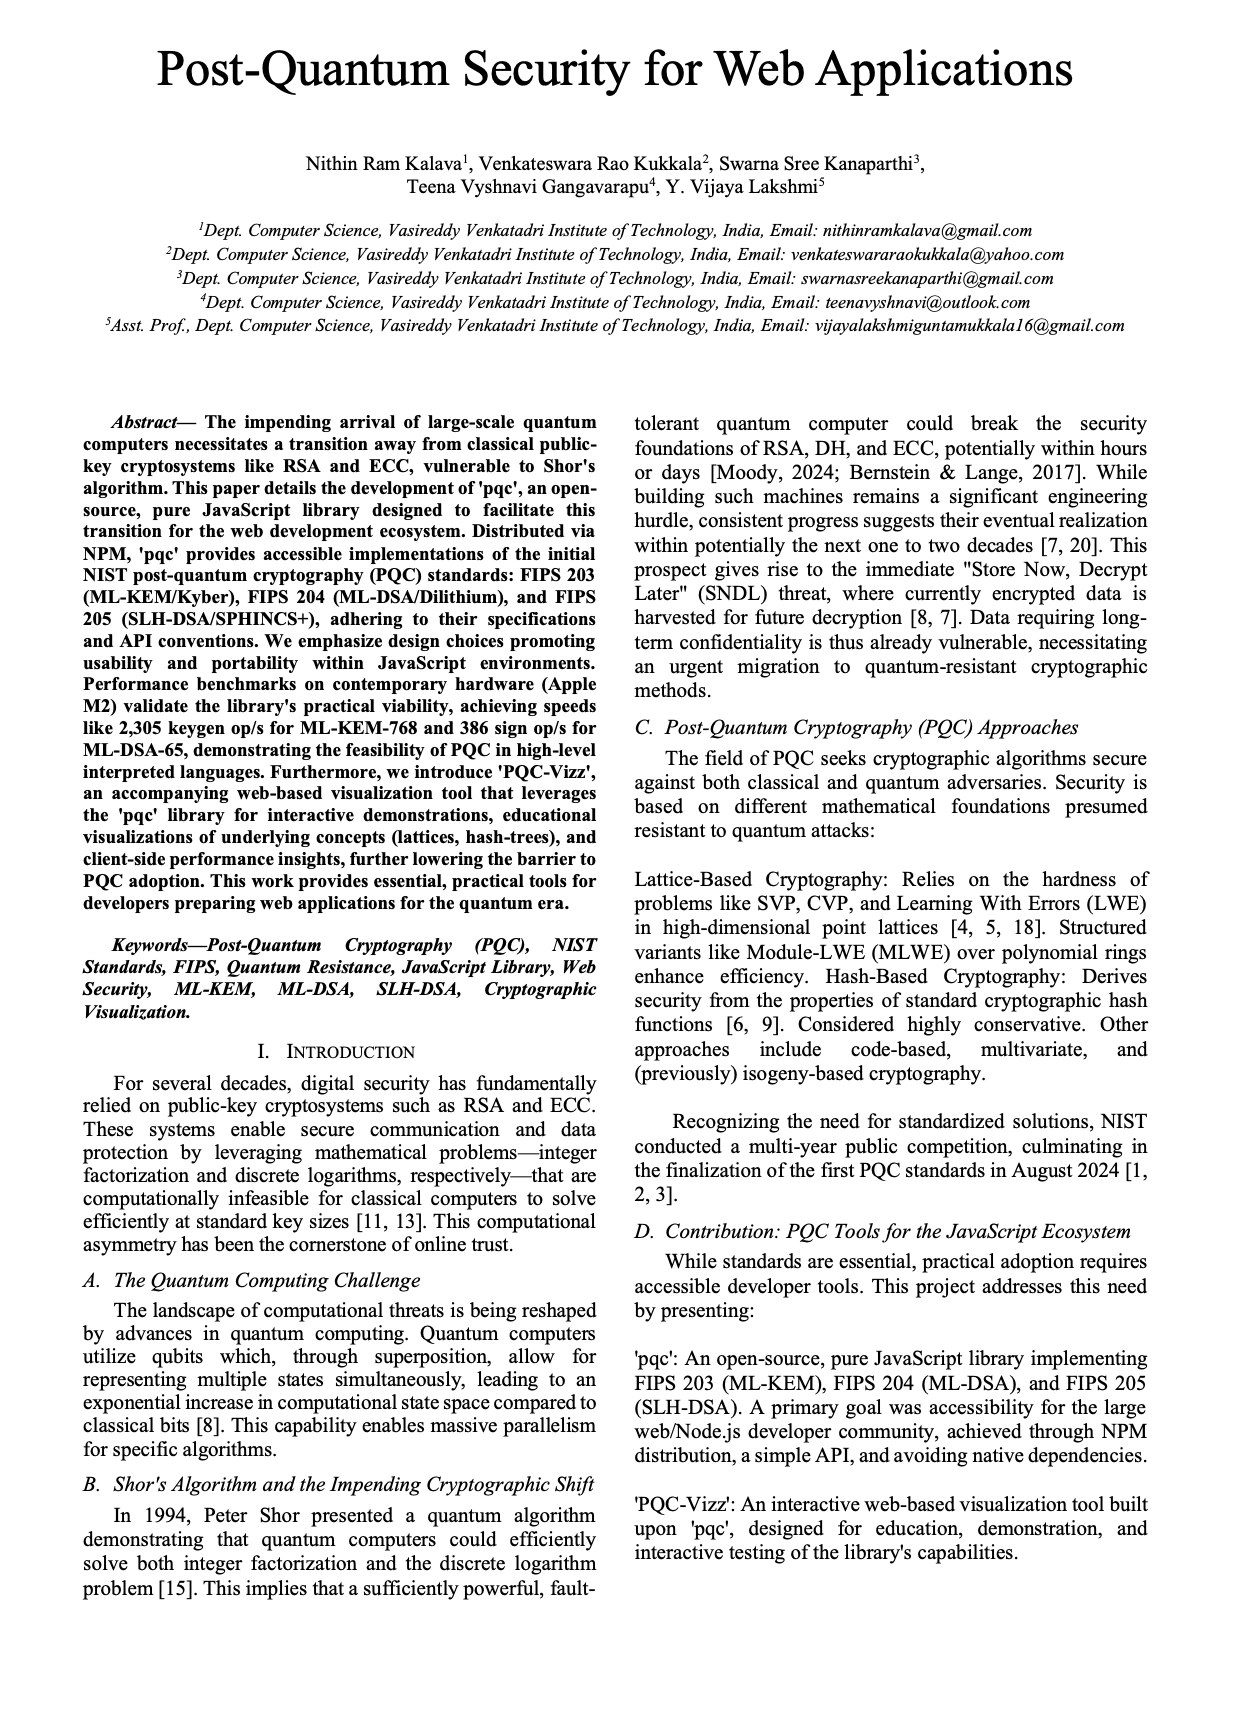 Post-Quantum Security for Web Applications
Nithin Ram Kalava1, Venkateswara Rao Kukkala2, Swarna Sree Kanaparthi3,
Teena Vyshnavi Gangavarapu4, Y. Vijaya Lakshmi5
1Dept. Computer Science, Vasireddy Venkatadri Institute of Technology, India, Email: nithinramkalava@gmail.com
2Dept. Computer Science, Vasireddy Venkatadri Institute of Technology, India, Email: venkateswararaokukkala@yahoo.com
3Dept. Computer Science, Vasireddy Venkatadri Institute of Technology, India, Email: swarnasreekanaparthi@gmail.com
4Dept. Computer Science, Vasireddy Venkatadri Institute of Technology, India, Email: teenavyshnavi@outlook.com
5Asst. Prof., Dept. Computer Science, Vasireddy Venkatadri Institute of Technology, India, Email: vijayalakshmiguntamukkala16@gmail.com
Abstract— The impending arrival of large-scale quantum
computers necessitates a transition away from classical public-
key cryptosystems like RSA and ECC, vulnerable to Shor's
algorithm. This paper details the development of 'pqc', an open-
source, pure JavaScript library designed to facilitate this
transition for the web development ecosystem. Distributed via
NPM, 'pqc' provides accessible implementations of the initial
NIST post-quantum cryptography (PQC) standards: FIPS 203
(ML-KEM/Kyber), FIPS 204 (ML-DSA/Dilithium), and FIPS
205 (SLH-DSA/SPHINCS+), adhering to their specifications
and API conventions. We emphasize design choices promoting
usability and portability within JavaScript environments.
Performance benchmarks on contemporary hardware (Apple
M2) validate the library's practical viability, achieving speeds
like 2,305 keygen op/s for ML-KEM-768 and 386 sign op/s for
ML-DSA-65, demonstrating the feasibility of PQC in high-level
interpreted languages. Furthermore, we introduce 'PQC-Vizz',
an accompanying web-based visualization tool that leverages
the 'pqc' library for interactive demonstrations, educational
visualizations of underlying concepts (lattices, hash-trees), and
client-side performance insights, further lowering the barrier to
PQC adoption. This work provides essential, practical tools for
developers preparing web applications for the quantum era.
Keywords—Post-Quantum Cryptography (PQC), NIST
Standards, FIPS, Quantum Resistance, JavaScript Library, Web
Security, ML-KEM, ML-DSA, SLH-DSA, Cryptographic
Visualization.
I. INTRODUCTION
For several decades, digital security has fundamentally
relied on public-key cryptosystems such as RSA and ECC.
These systems enable secure communication and data
protection by leveraging mathematical problems—integer
factorization and discrete logarithms, respectively—that are
computationally infeasible for classical computers to solve
efficiently at standard key sizes [11, 13]. This computational
asymmetry has been the cornerstone of online trust.
A. The Quantum Computing Challenge
The landscape of computational threats is being reshaped
by advances in quantum computing. Quantum computers
utilize qubits which, through superposition, allow for
representing multiple states simultaneously, leading to an
exponential increase in computational state space compared to
classical bits [8]. This capability enables massive parallelism
for specific algorithms.
B. Shor's Algorithm and the Impending Cryptographic Shift
In 1994, Peter Shor presented a quantum algorithm
demonstrating that quantum computers could efficiently
solve both integer factorization and the discrete logarithm
problem [15]. This implies that a sufficiently powerful, fault-
tolerant quantum computer could break the security
foundations of RSA, DH, and ECC, potentially within hours
or days [Moody, 2024; Bernstein & Lange, 2017]. While
building such machines remains a significant engineering
hurdle, consistent progress suggests their eventual realization
within potentially the next one to two decades [7, 20]. This
prospect gives rise to the immediate "Store Now, Decrypt
Later" (SNDL) threat, where currently encrypted data is
harvested for future decryption [8, 7]. Data requiring long-
term confidentiality is thus already vulnerable, necessitating
an urgent migration to quantum-resistant cryptographic
methods.
C. Post-Quantum Cryptography (PQC) Approaches
The field of PQC seeks cryptographic algorithms secure
against both classical and quantum adversaries. Security is
based on different mathematical foundations presumed
resistant to quantum attacks:
Lattice-Based Cryptography: Relies on the hardness of
problems like SVP, CVP, and Learning With Errors (LWE)
in high-dimensional point lattices [4, 5, 18]. Structured
variants like Module-LWE (MLWE) over polynomial rings
enhance efficiency. Hash-Based Cryptography: Derives
security from the properties of standard cryptographic hash
functions [6, 9]. Considered highly conservative. Other
approaches include code-based, multivariate, and
(previously) isogeny-based cryptography.
Recognizing the need for standardized solutions, NIST
conducted a multi-year public competition, culminating in
the finalization of the first PQC standards in August 2024 [1,
2, 3].
D. Contribution: PQC Tools for the JavaScript Ecosystem
While standards are essential, practical adoption requires
accessible developer tools. This project addresses this need
by presenting:
'pqc': An open-source, pure JavaScript library implementing
FIPS 203 (ML-KEM), FIPS 204 (ML-DSA), and FIPS 205
(SLH-DSA). A primary goal was accessibility for the large
web/Node.js developer community, achieved through NPM
distribution, a simple API, and avoiding native dependencies.
'PQC-Vizz': An interactive web-based visualization tool built
upon 'pqc', designed for education, demonstration, and
interactive testing of the library's capabilities.